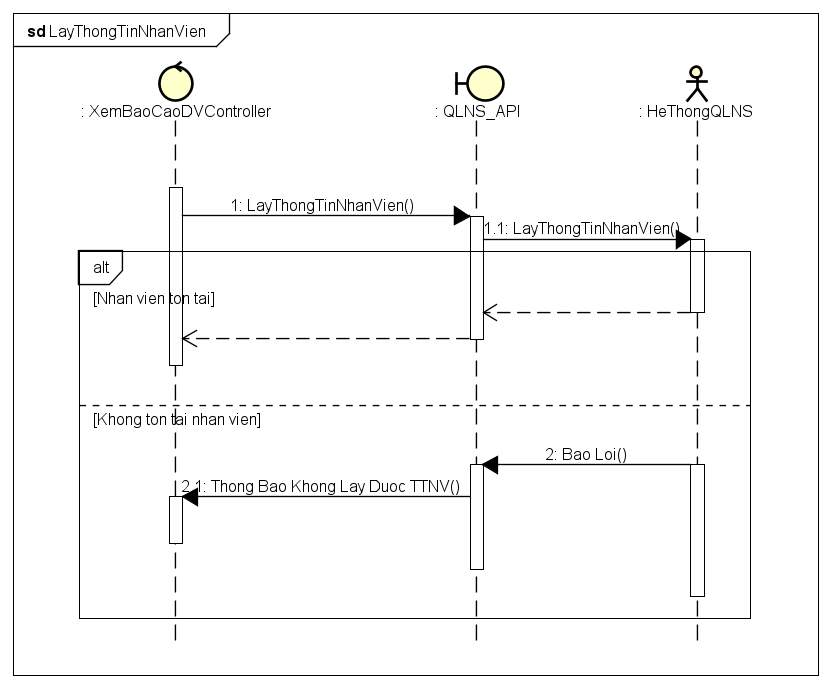 sd LayThongTinNhanVien
: XemBaoCaoDVController
: QLNS_API
: HeThongQLNS
1: LayThongTinNhanVien()
1.1: LayThongTinNhanVien()
alt
[Nhan vien ton tai]
[Khong ton tai nhan vien]
2: Bao Loi()
2.1: Thong Bao Khong Lay Duoc TTNV()